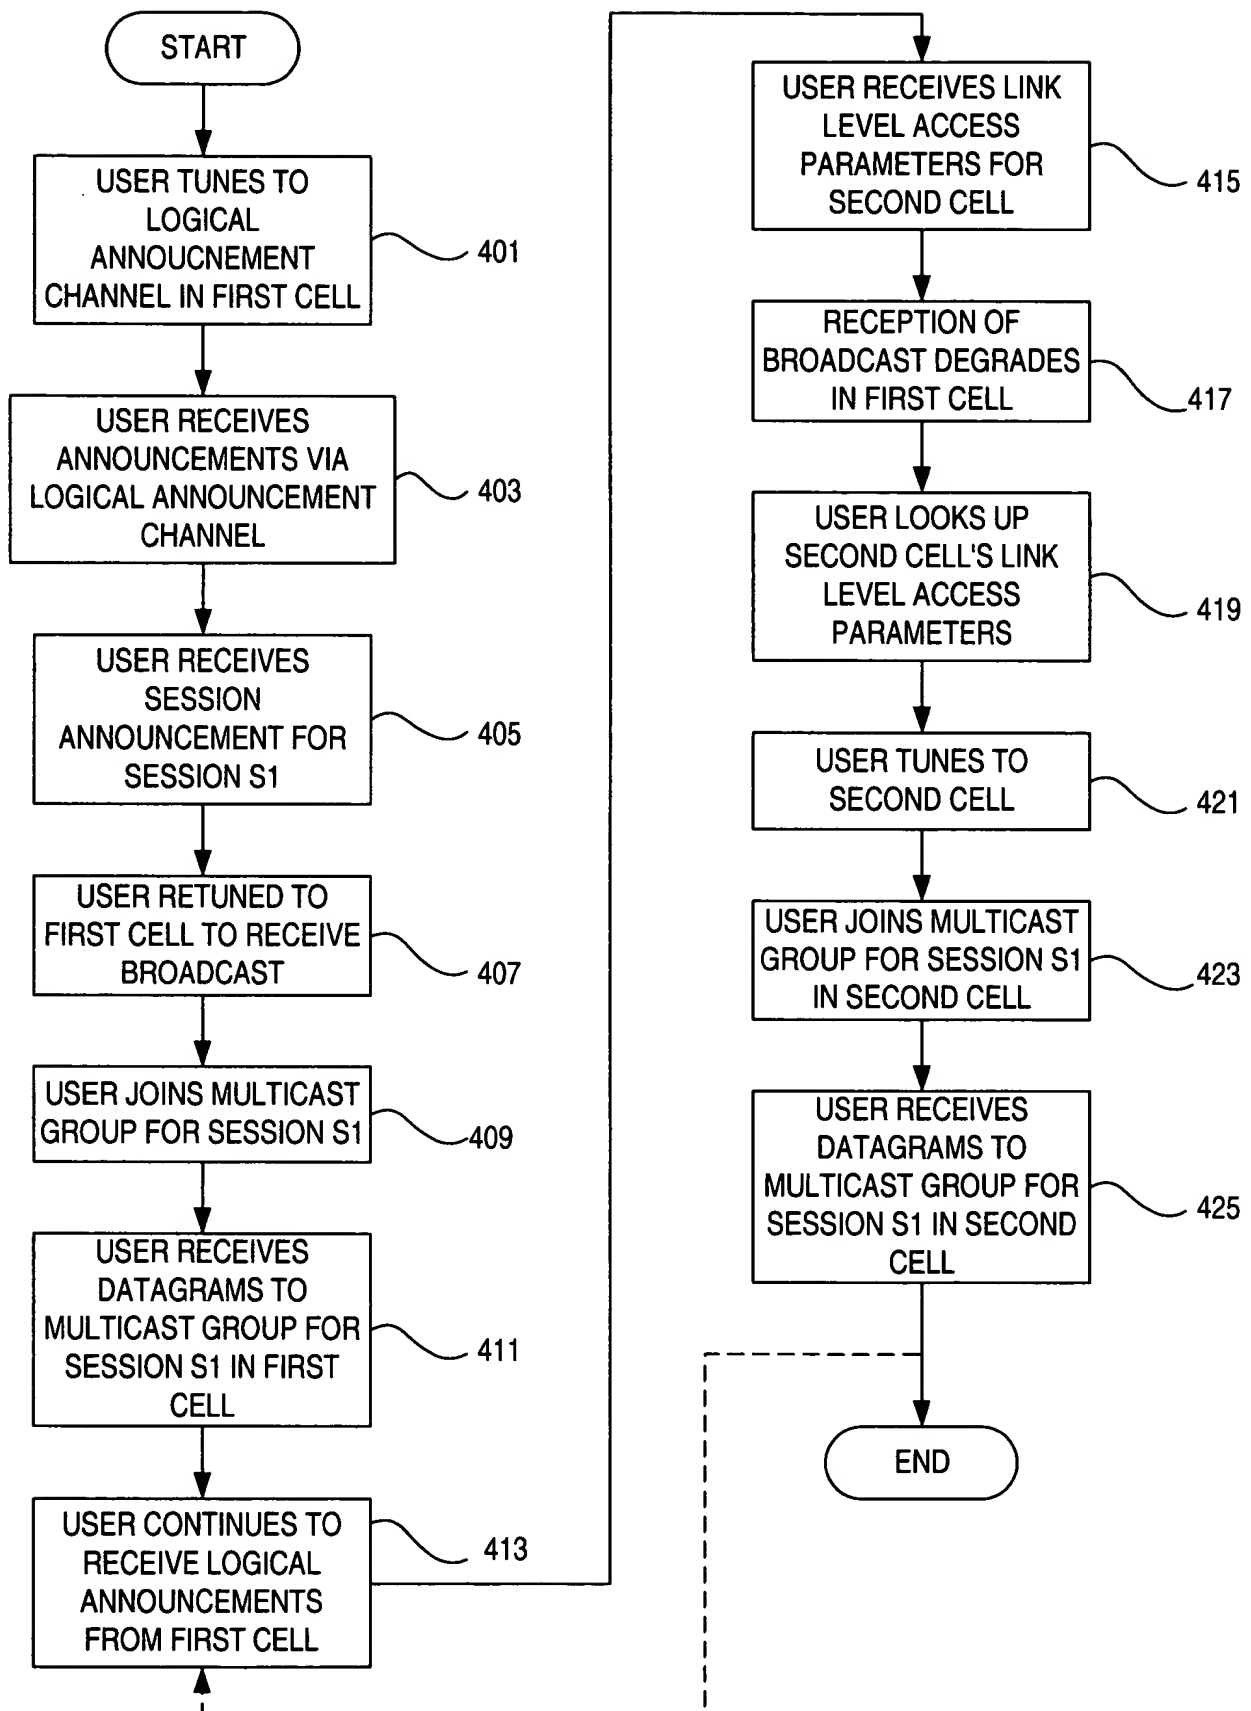 START
USER TUNES TO
LOGICAL
ANNOUCNEMENT
CHANNEL IN FIRST CELL
401
USER RECEIVES
ANNOUNCEMENTS VIA
LOGICAL ANNOUNCEMENT
CHANNEL
403
USER RECEIVES
SESSION
ANNOUNCEMENT FOR
SESSION S1
405
USER RETUNED TO
FIRST CELL TO RECEIVE
BROADCAST
407
USER JOINS MULTICAST
GROUP FOR SESSION S1
409
USER RECEIVES
DATAGRAMS TO
MULTICAST GROUP FOR
SESSION S1 IN FIRST
CELL
411
USER CONTINUES TO
RECEIVE LOGICAL
ANNOUNCEMENTS
FROM FIRST CELL
413
USER RECEIVES LINK
LEVEL ACCESS
PARAMETERS FOR
SECOND CELL
415
RECEPTION OF
BROADCAST DEGRADES
IN FIRST CELL
417
USER LOOKS UP
SECOND CELL'S LINK
LEVEL ACCESS
PARAMETERS
419
USER TUNES TO
SECOND CELL
421
USER JOINS MULTICAST
GROUP FOR SESSION S1
IN SECOND CELL
423
USER RECEIVES
DATAGRAMS TO
MULTICAST GROUP FOR
SESSION S1 IN SECOND
CELL
425
END